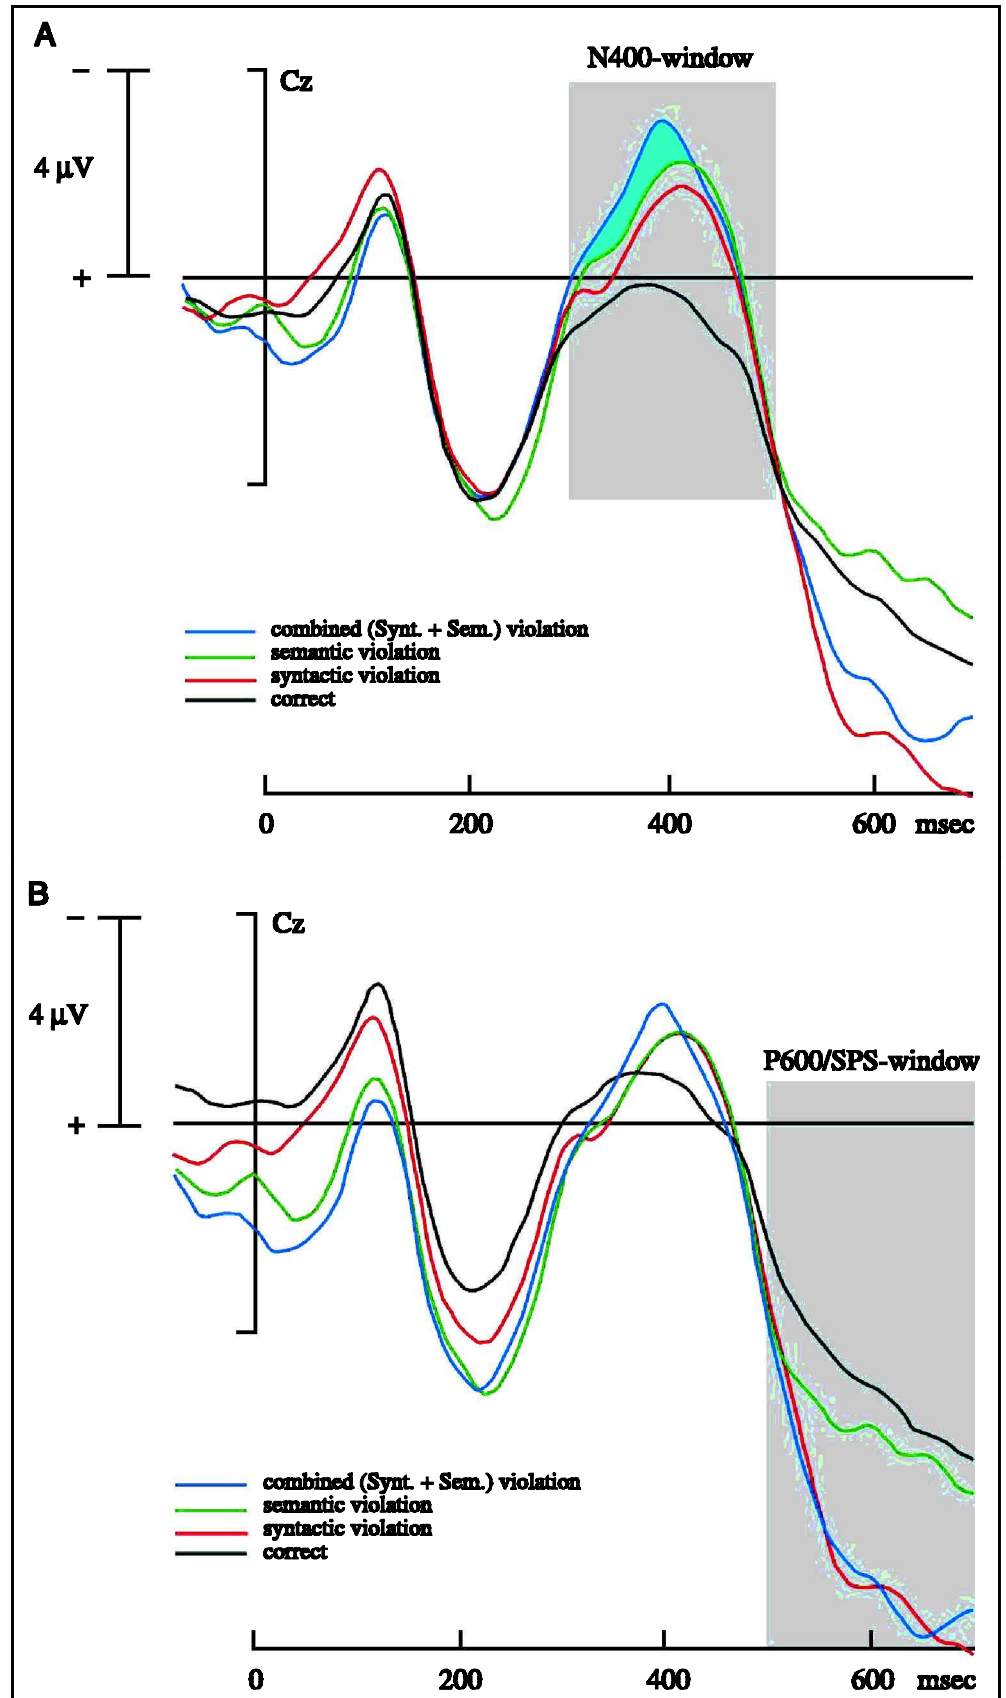 A
N400-window
−
Cz
4 µV
+
combined (Synt. + Sem.) violation
semantic violation
syntactic violation
correct
0 200 400 600 msec
B
−
Cz
4 µV
P600/SPS-window
+
combined (Synt. + Sem.) violation
semantic violation
syntactic violation
correct
0 200 400 600 msec